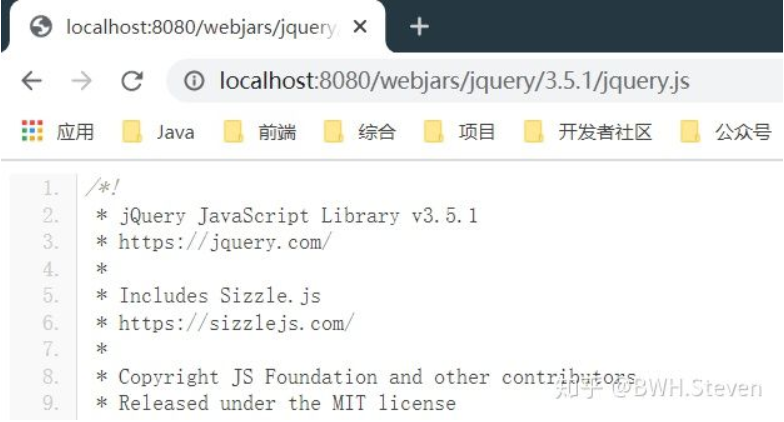 localhost:8080/webjars/jquery
localhost:8080/webjars/jquery/3.5.1/jquery.js
应用 Java 前端 综合 项目 开发者社区 公众号
1. /*!
2. * jQuery JavaScript Library v3.5.1
3. * https://jquery.com/
4. *
5. * Includes Sizzle.js
6. * https://sizzlejs.com/
7. *
8. * Copyright JS Foundation and other contributors
9. * Released under the MIT license
知乎 @BWH.Steven